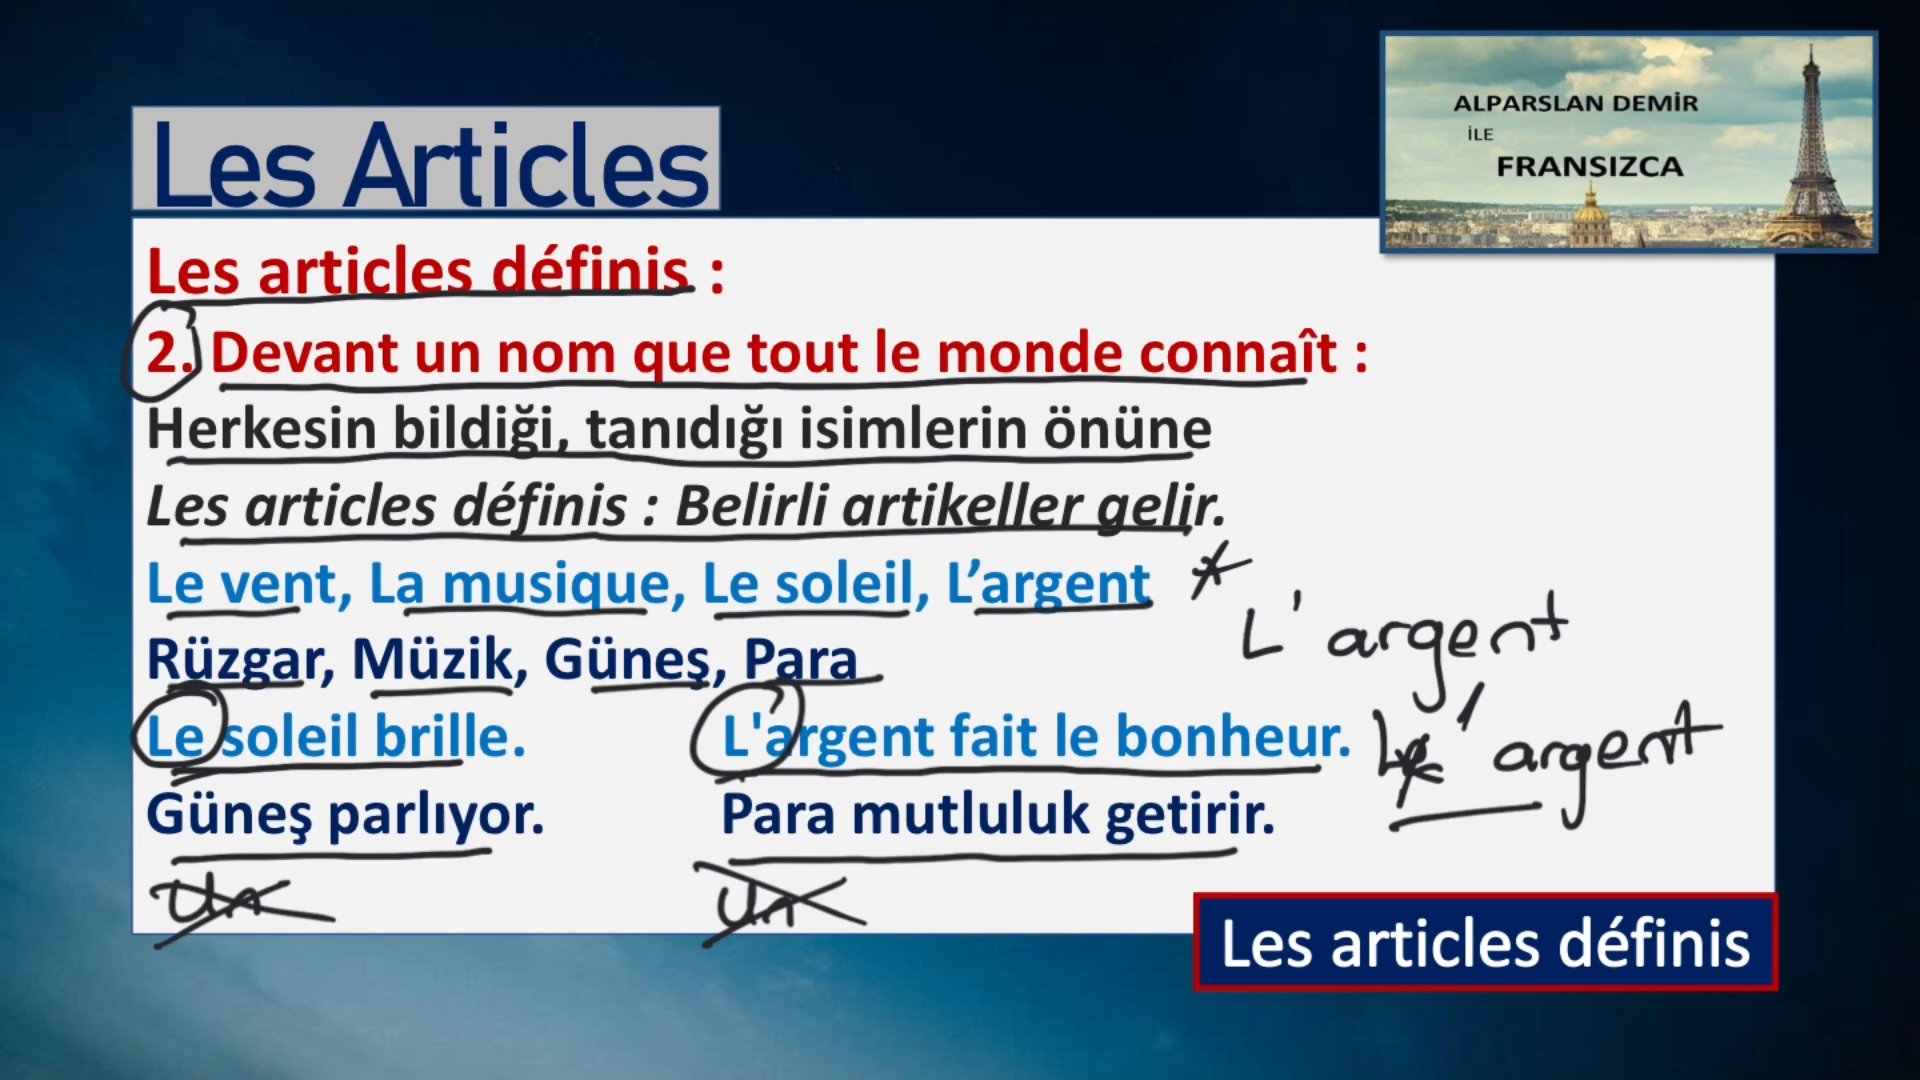 ALPARSLAN DEMİR
İLE
FRANSIZCA
Les Articles
Les articles définis :
2. Devant un nom que tout le monde connaît :
Herkesin bildiği, tanıdığı isimlerin önüne
Les articles définis : Belirli artikeller gelir.
Le vent, La musique, Le soleil, L’argent *
L' argent
Rüzgar, Müzik, Güneş, Para
Le soleil brille. L'argent fait le bonheur.
Le' argent
Güneş parlıyor. Para mutluluk getirir.
Un Un
Les articles définis